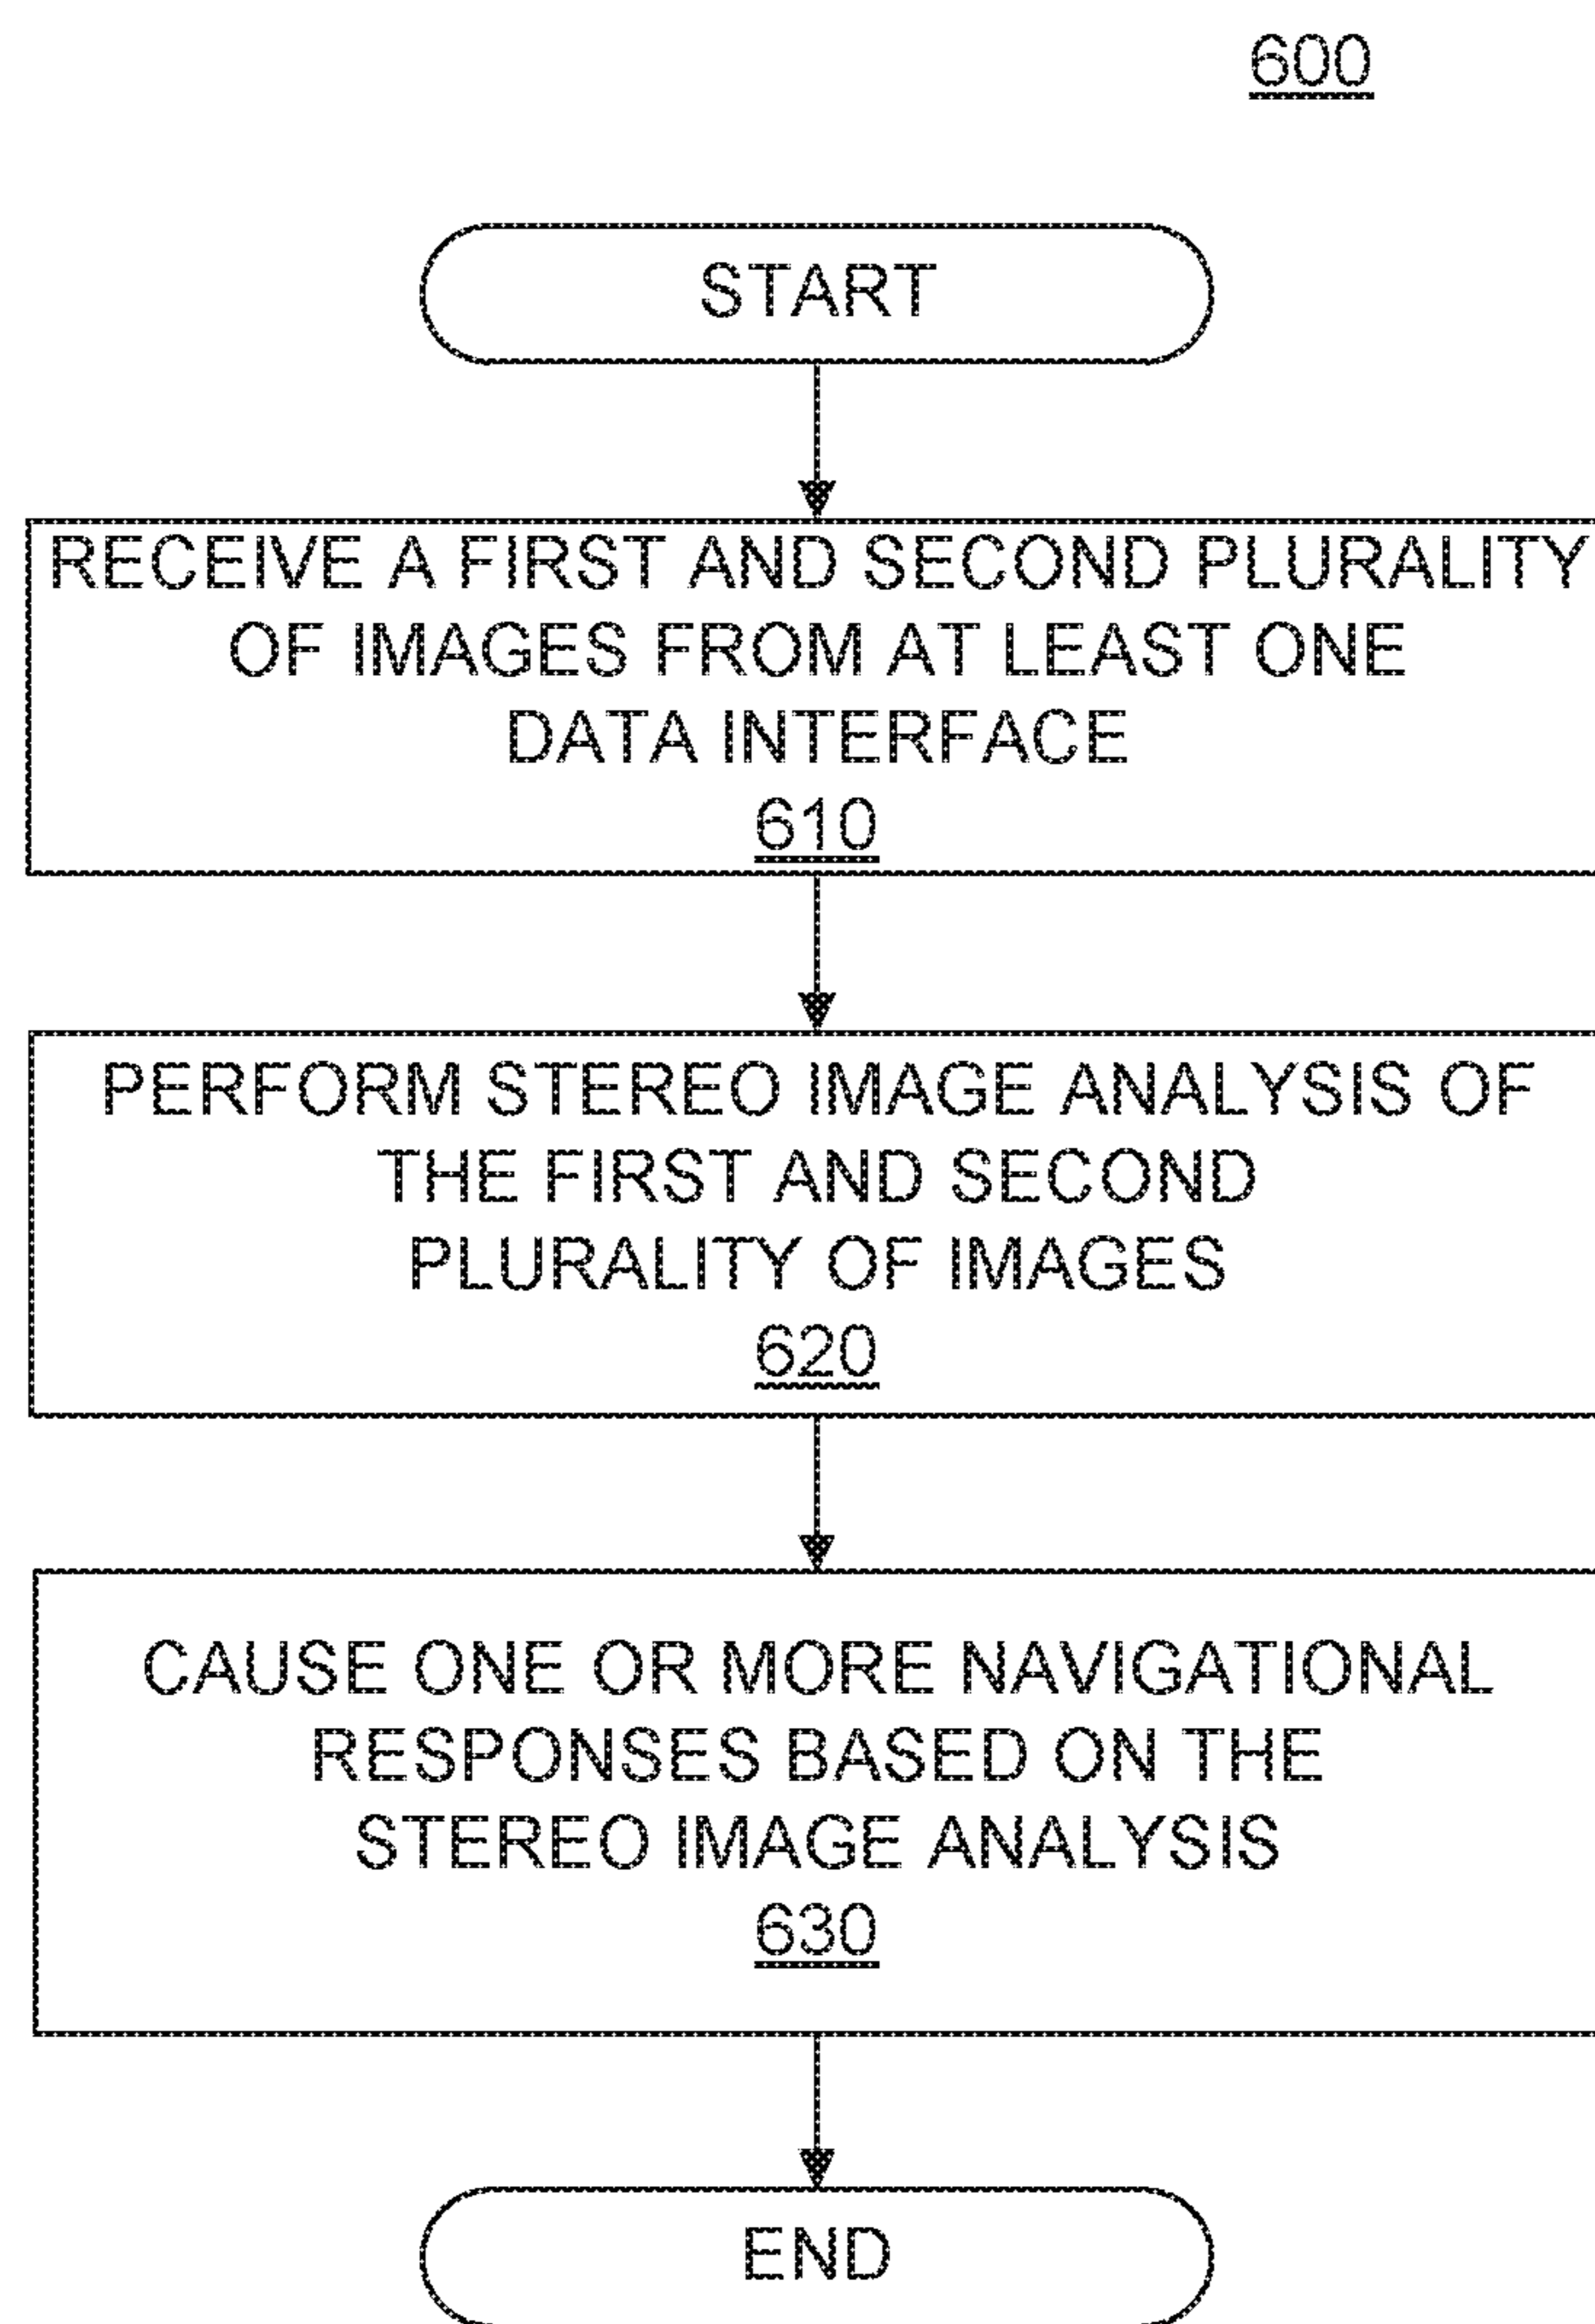 600
START
RECEIVE A FIRST AND SECOND PLURALITY
OF IMAGES FROM AT LEAST ONE
DATA INTERFACE
610
PERFORM STEREO IMAGE ANALYSIS OF
THE FIRST AND SECOND
PLURALITY OF IMAGES
620
CAUSE ONE OR MORE NAVIGATIONAL
RESPONSES BASED ON THE
STEREO IMAGE ANALYSIS
630
END